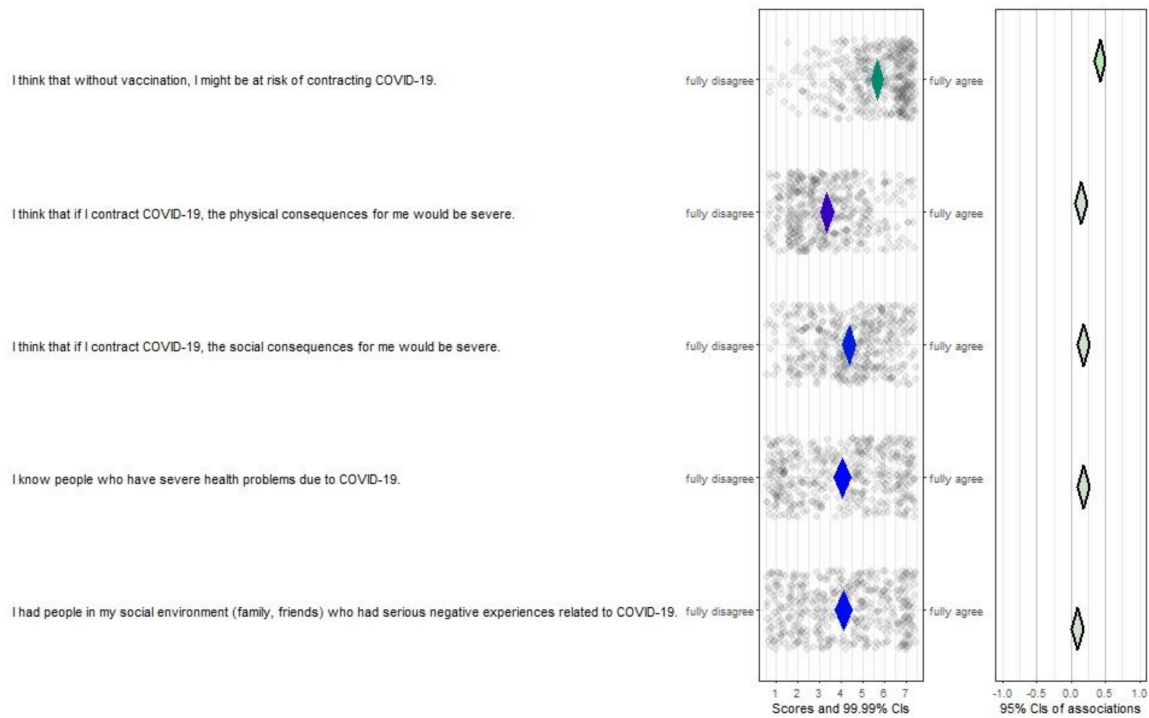 I think that without vaccination, I might be at risk of contracting COVID-19. fully disagree fully agree
I think that if I contract COVID-19, the physical consequences for me would be severe. fully disagree fully agree
I think that if I contract COVID-19, the social consequences for me would be severe. fully disagree fully agree
I know people who have severe health problems due to COVID-19. fully disagree fully agree
I had people in my social environment (family, friends) who had serious negative experiences related to COVID-19. fully disagree fully agree
1 2 3 4 5 6 7 -1.0 -0.5 0.0 0.5 1.0
Scores and 99.99% CIs 95% CIs of associations